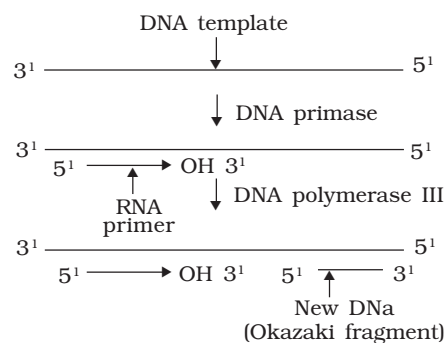 DNA template
3¹ 5¹
DNA primase
3¹ 5¹
5¹ OH 3¹
RNA primer
DNA polymerase III
3¹ 5¹
5¹ OH 3¹ 5¹ 3¹
New DNa
(Okazaki fragment)